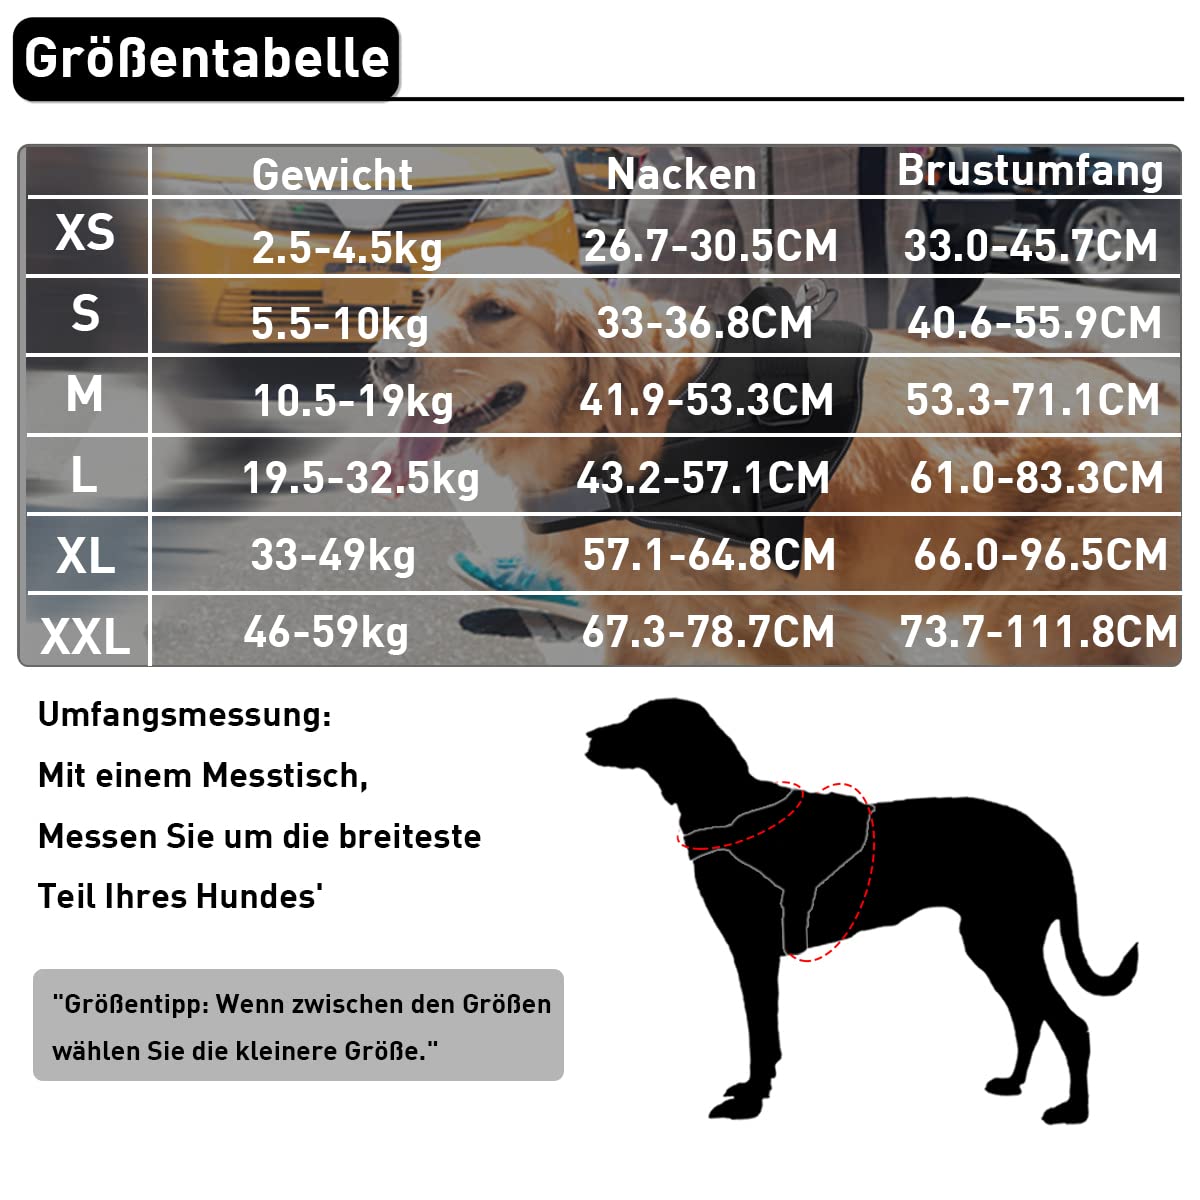 Größentabelle
Gewicht Nacken Brustumfang
XS 2.5-4.5kg 26.7-30.5CM 33.0-45.7CM
S 5.5-10kg 33-36.8CM 40.6-55.9CM
M 10.5-19kg 41.9-53.3CM 53.3-71.1CM
L 19.5-32.5kg 43.2-57.1CM 61.0-83.3CM
XL 33-49kg 57.1-64.8CM 66.0-96.5CM
XXL 46-59kg 67.3-78.7CM 73.7-111.8CM
Umfangsmessung:
Mit einem Messtisch,
Messen Sie um die breiteste
Teil Ihres Hundes'
"Größentipp: Wenn zwischen den Größen
wählen Sie die kleinere Größe."